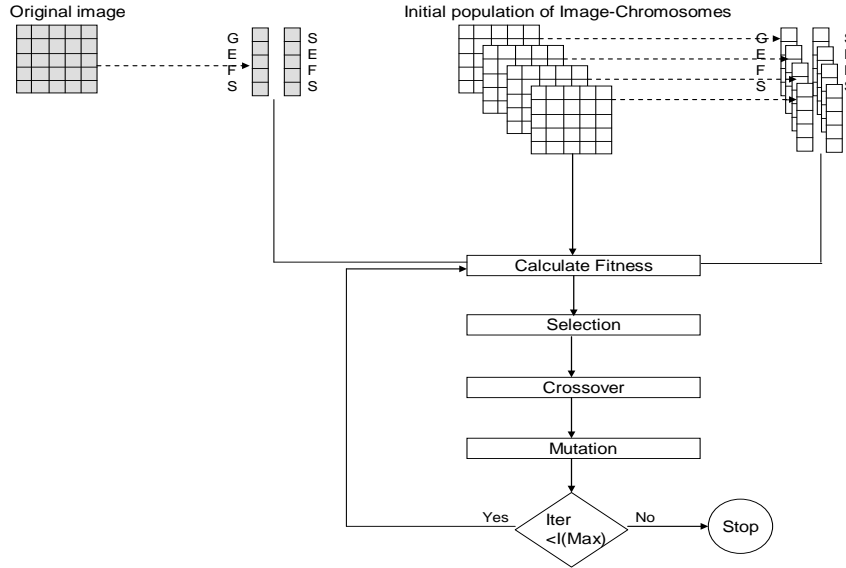 Original image
Initial population of Image-Chromosomes
G
E
F
S
S
E
F
S
G
E
F
S
S
S
Calculate Fitness
Selection
Crossover
Mutation
Iter
<I(Max)
Yes
No
Stop